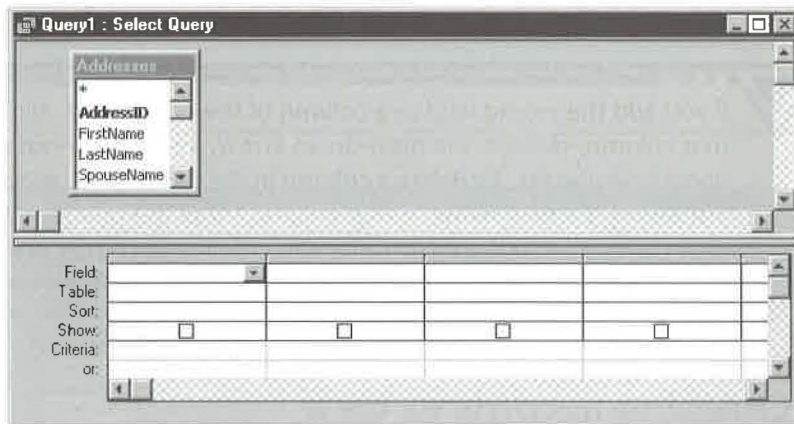 Query1 : Select Query
Addresses
*
AddressID
FirstName
LastName
SpouseName
Field:
Table:
Sort:
Show:
Criteria:
or: